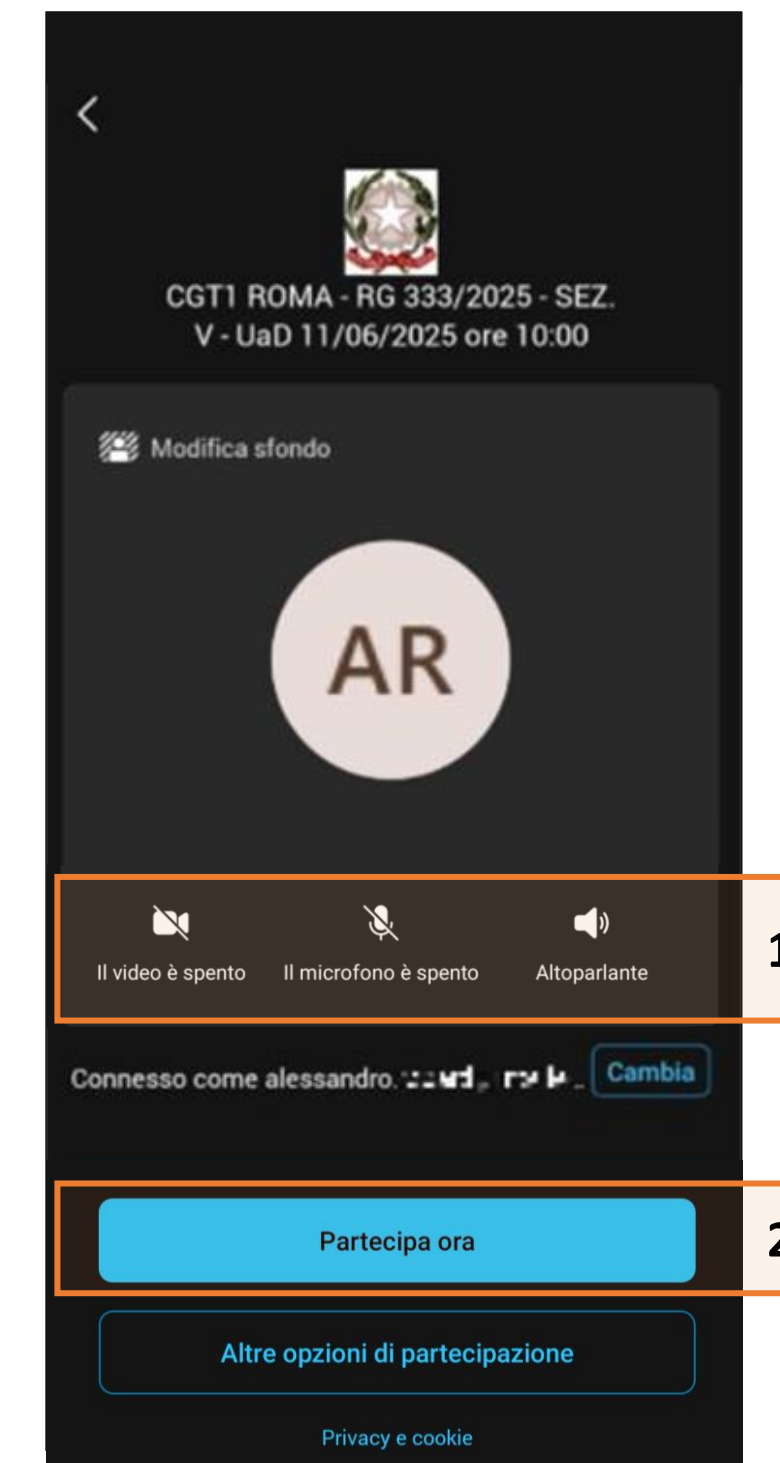 CGT1 ROMA - RG 333/2025 - SEZ.
V - UaD 11/06/2025 ore 10:00
Modifica sfondo
AR
Il video è spento Il microfono è spento Altoparlante
1
Connesso come alessandro. Cambia
Partecipa ora
2
Altre opzioni di partecipazione
Privacy e cookie